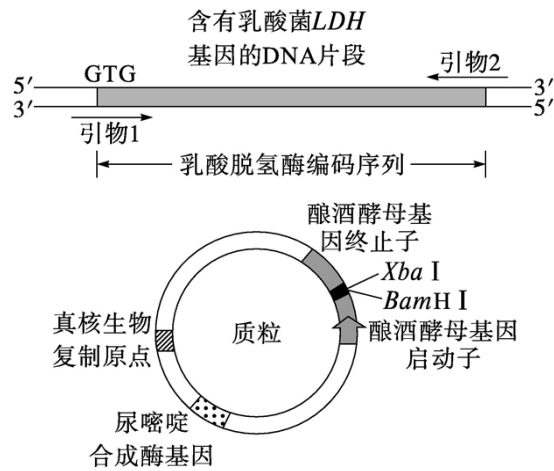 含有乳酸菌LDH
基因的DNA片段
GTG
引物2
5′
3′
3′
5′
引物1
乳酸脱氢酶编码序列
酿酒酵母基
因终止子
Xba Ⅰ
BamH Ⅰ
真核生物
复制原点
质粒
酿酒酵母基因
启动子
尿嘧啶
合成酶基因